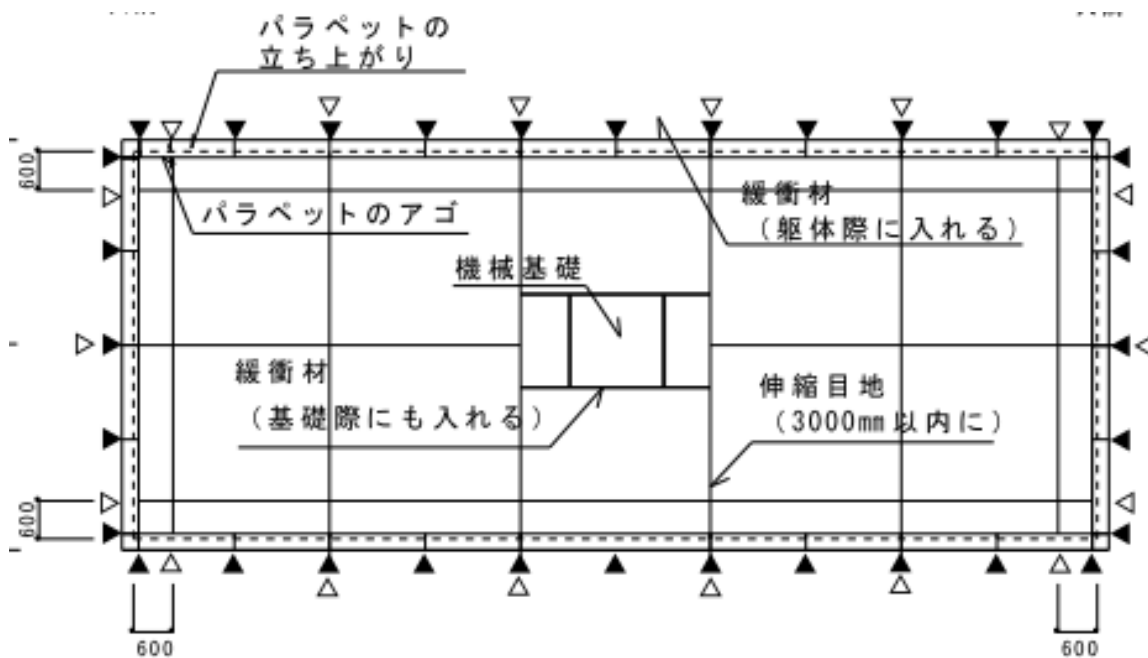 パラペットの
立ち上がり
600
パラペットのアゴ
緩衝材
(躯体際に入れる)
機械基礎
緩衝材
(基礎際にも入れる)
伸縮目地
(3000mm以内に)
600
600
600